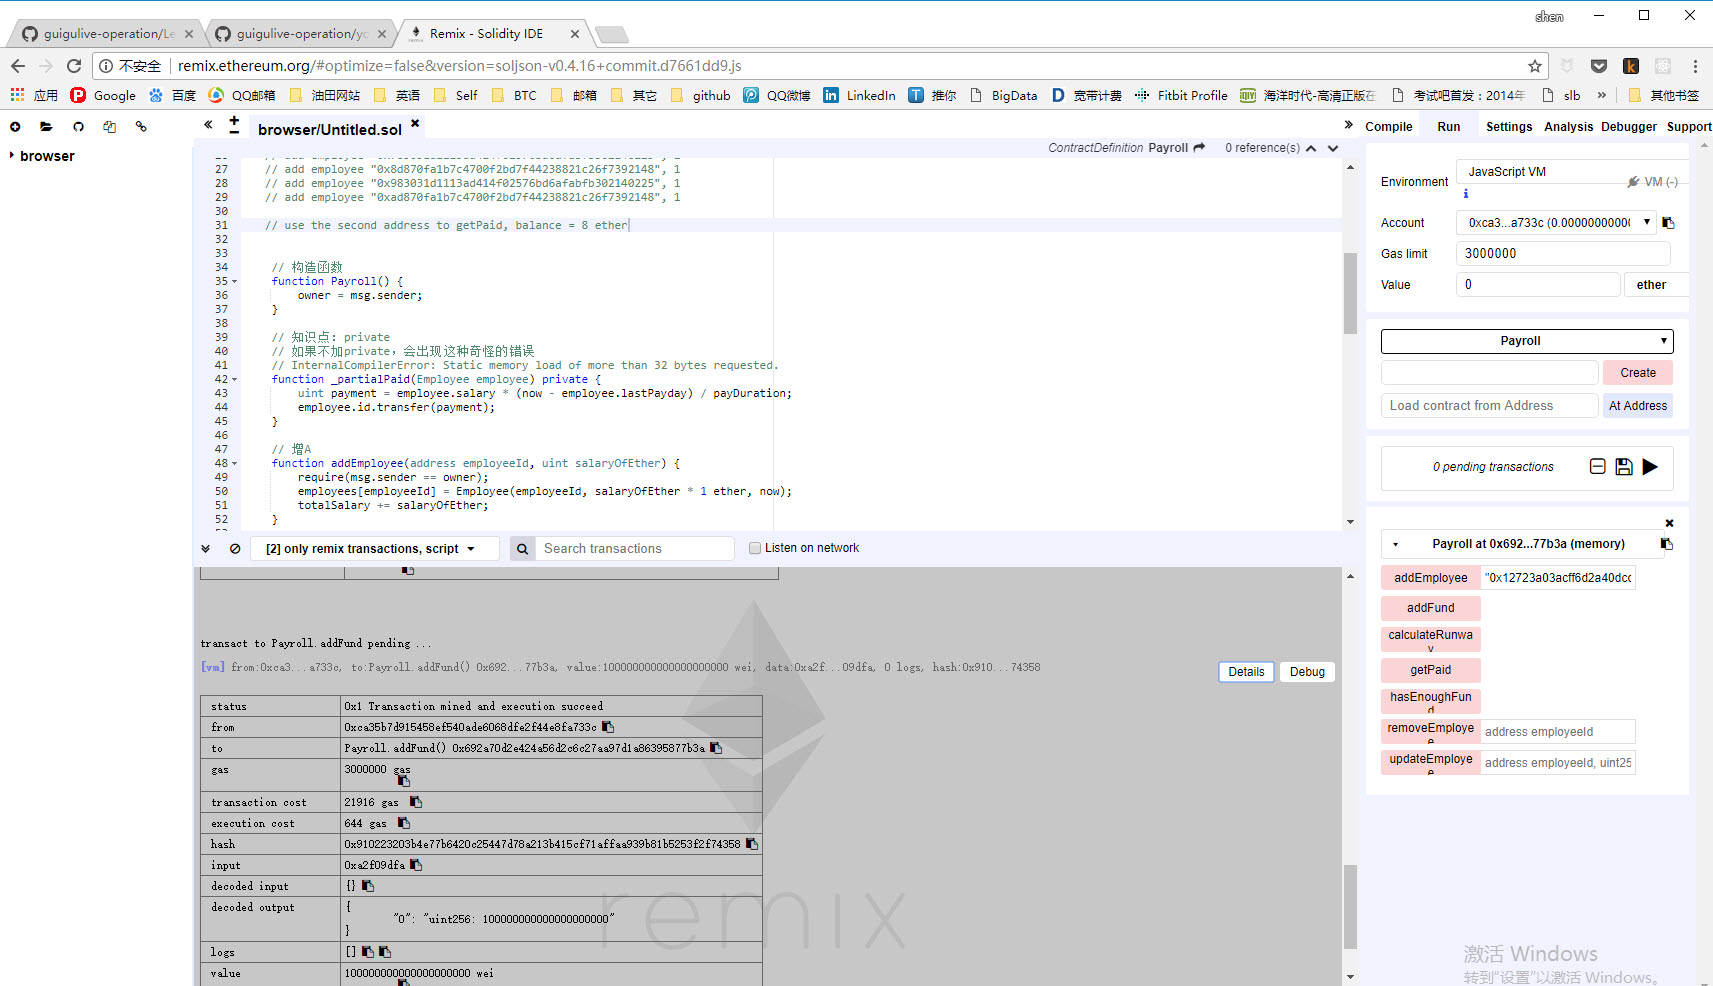 shen
guigulive-operation/Le
guigulive-operation/yo
Remix - Solidity IDE
不安全 remix.ethereum.org/#optimize=false&version=soljson-v0.4.16+commit.d7661dd9.js
应用 Google 百度 QQ邮箱 油田网站 英语 Self BTC 邮箱 其它 github QQ微博 LinkedIn 推你 BigData 宽带计费 Fitbit Profile 海洋时代-高清正版在 考试吧首发：2014年 slb » 其他书签
browser
browser/Untitled.sol
ContractDefinition Payroll 0 reference(s)
27 // add employee "0x8d870fa1b7c4700f2bd7f44238821c26f7392148", 1
28 // add employee "0x983031d1113ad414f02576bd6afabfb302140225", 1
29 // add employee "0xad870fa1b7c4700f2bd7f44238821c26f7392148", 1
30
31 // use the second address to getPaid, balance = 8 ether
32
33
34 // 构造函数
35 function Payroll() {
36 owner = msg.sender;
37 }
38
39 // 知识点: private
40 // 如果不加private, 会出现这种奇怪的错误
41 // InternalCompilerError: Static memory load of more than 32 bytes requested.
42 function _partialPaid(Employee employee) private {
43 uint payment = employee.salary * (now - employee.lastPayday) / payDuration;
44 employee.id.transfer(payment);
45 }
46
47 // 增A
48 function addEmployee(address employeeId, uint salaryOfEther) {
49 require(msg.sender == owner);
50 employees[employeeId] = Employee(employeeId, salaryOfEther * 1 ether, now);
51 totalSalary += salaryOfEther;
52 }
[2] only remix transactions, script
Search transactions
Listen on network
transact to Payroll.addFund pending ...
[vm] from:0xca3...a733c, to:Payroll.addFund() 0x692...77b3a, value:100000000000000000000 wei, data:0xa2f...09dfa, 0 logs, hash:0x910...74358
Details Debug
status 0x1 Transaction mined and execution succeed
from 0xca35b7d915458ef540ade6068dfe2f44e8fa733c
to Payroll.addFund() 0x692a70d2e424a56d2c6c27aa97d1a86395877b3a
gas 3000000 gas
transaction cost 21916 gas
execution cost 644 gas
hash 0x910223203b4e77b6420c25447d78a213b415cf71affaa939b81b5253f2f74358
input 0xa2f09dfa
decoded input {}
decoded output {
"0": "uint256: 100000000000000000000"
}
logs []
value 100000000000000000000 wei
remix
Compile Run Settings Analysis Debugger Support
Environment JavaScript VM VM (-)
Account 0xca3...a733c (0.0000000000
Gas limit 3000000
Value 0 ether
Payroll
Create
Load contract from Address At Address
0 pending transactions
Payroll at 0x692...77b3a (memory)
addEmployee "0x12723a03acff6d2a40dcc
addFund
calculateRunway
getPaid
hasEnoughFund
removeEmployee address employeeId
updateEmployee address employeeId, uint25
激活 Windows
转到"设置"以激活 Windows。